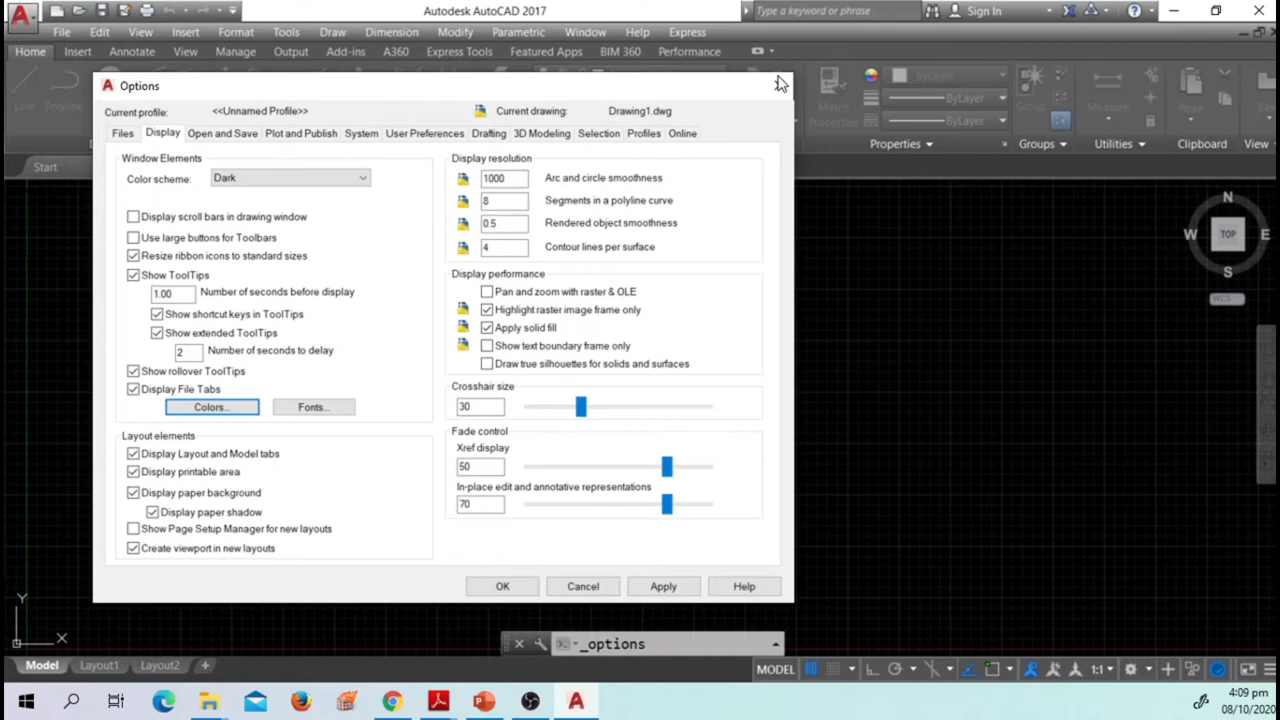 Autodesk AutoCAD 2017
Type a keyword or phrase
Sign In
File Edit View Insert Format Tools Draw Dimension Modify Parametric Window Help Express
Home Insert Annotate View Manage Output Add-ins A360 Express Tools Featured Apps BIM 360 Performance
Line Polyline
Match
Properties
ByLayer
ByLayer
ByLayer
Group
Measure
Paste
Properties
Groups
Utilities
Clipboard
View
Start
Options
Current profile: <<Unnamed Profile>> Current drawing: Drawing1.dwg
Files Display Open and Save Plot and Publish System User Preferences Drafting 3D Modeling Selection Profiles Online
Window Elements
Color scheme: Dark
Display scroll bars in drawing window
Use large buttons for Toolbars
Resize ribbon icons to standard sizes
Show ToolTips
1.00 Number of seconds before display
Show shortcut keys in ToolTips
Show extended ToolTips
2 Number of seconds to delay
Show rollover ToolTips
Display File Tabs
Colors... Fonts...
Layout elements
Display Layout and Model tabs
Display printable area
Display paper background
Display paper shadow
Show Page Setup Manager for new layouts
Create viewport in new layouts
Display resolution
1000 Arc and circle smoothness
8 Segments in a polyline curve
0.5 Rendered object smoothness
4 Contour lines per surface
Display performance
Pan and zoom with raster & OLE
Highlight raster image frame only
Apply solid fill
Show text boundary frame only
Draw true silhouettes for solids and surfaces
Crosshair size
30
Fade control
Xref display
50
In-place edit and annotative representations
70
OK Cancel Apply Help
N
W TOP E
S
WCS
Y
X
_options
Model Layout1 Layout2 +
MODEL 1:1
4:09 pm
08/10/2020